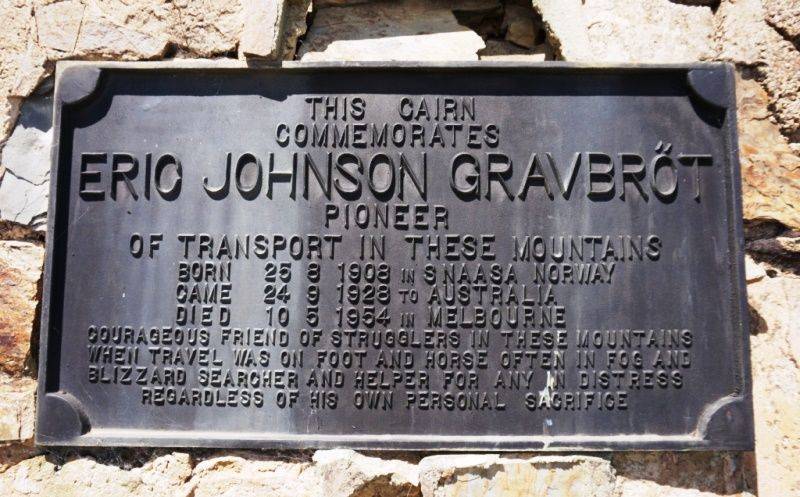 THIS CAIRN
COMMEMORATES
ERIC JOHNSON GRAVBRŐT
PIONEER
OF TRANSPORT IN THESE MOUNTAINS
BORN 25 8 1908 IN SNAASA NORWAY
CAME 24 9 1928 TO AUSTRALIA
DIED 10 5 1954 IN MELBOURNE
COURAGEOUS FRIEND OF STRUGGLERS IN THESE MOUNTAINS
WHEN TRAVEL WAS ON FOOT AND HORSE OFTEN IN FOG AND
BLIZZARD SEARCHER AND HELPER FOR ANY IN DISTRESS
REGARDLESS OF HIS OWN PERSONAL SACRIFICE